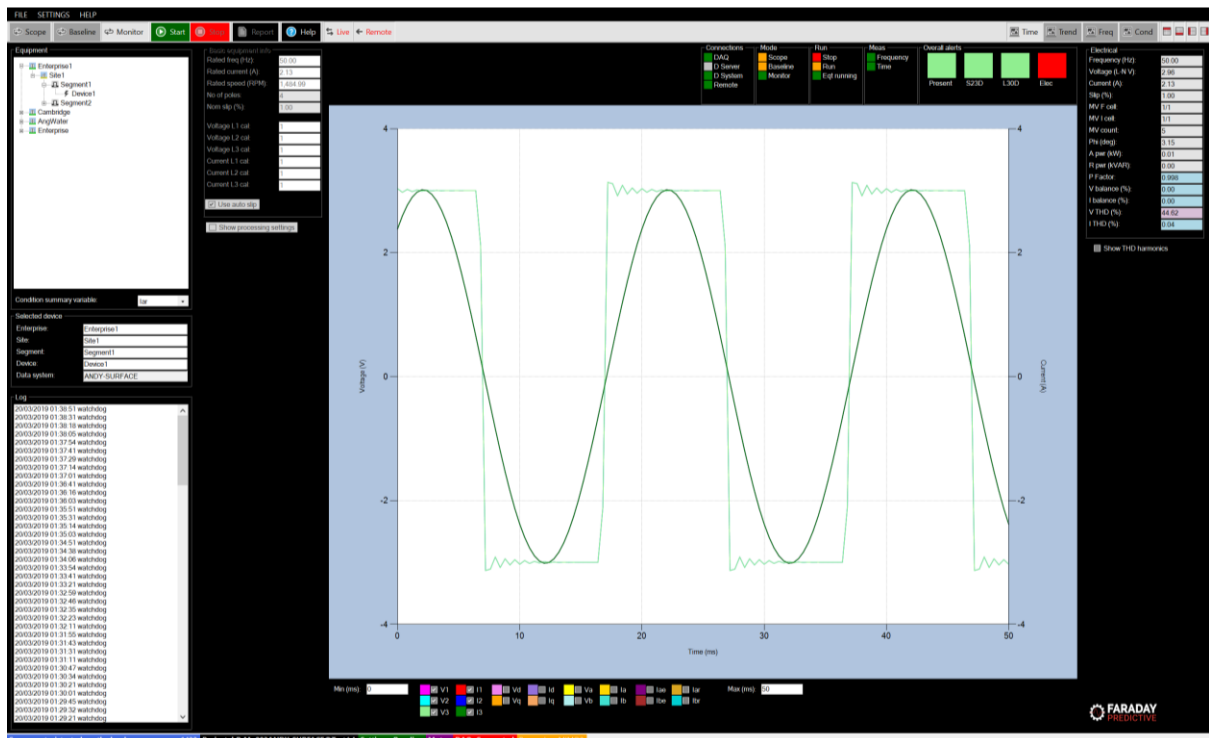 FILE SETTINGS HELP
Scope Baseline Monitor Start Stop Report Help Live Remote Time Trend Freq Cond
Equipment
Enterprise1
Site1
Segment1
Device1
Segment2
Cambridge
AngWater
Enterprise
Condition summary variable: Iar
Selected device
Enterprise: Enterprise1
Site: Site1
Segment: Segment1
Device: Device1
Data system: ANDY-SURFACE
Log
20/03/2019 01:38:51 watchdog
20/03/2019 01:38:31 watchdog
20/03/2019 01:38:18 watchdog
20/03/2019 01:38:05 watchdog
20/03/2019 01:37:54 watchdog
20/03/2019 01:37:41 watchdog
20/03/2019 01:37:29 watchdog
20/03/2019 01:37:14 watchdog
20/03/2019 01:37:01 watchdog
20/03/2019 01:36:41 watchdog
20/03/2019 01:36:16 watchdog
20/03/2019 01:36:03 watchdog
20/03/2019 01:35:51 watchdog
20/03/2019 01:35:31 watchdog
20/03/2019 01:35:14 watchdog
20/03/2019 01:35:03 watchdog
20/03/2019 01:34:51 watchdog
20/03/2019 01:34:38 watchdog
20/03/2019 01:34:06 watchdog
20/03/2019 01:33:54 watchdog
20/03/2019 01:33:41 watchdog
20/03/2019 01:33:21 watchdog
20/03/2019 01:32:59 watchdog
20/03/2019 01:32:46 watchdog
20/03/2019 01:32:35 watchdog
20/03/2019 01:32:23 watchdog
20/03/2019 01:32:11 watchdog
20/03/2019 01:31:55 watchdog
20/03/2019 01:31:43 watchdog
20/03/2019 01:31:31 watchdog
20/03/2019 01:31:11 watchdog
20/03/2019 01:30:47 watchdog
20/03/2019 01:30:34 watchdog
20/03/2019 01:30:21 watchdog
20/03/2019 01:30:01 watchdog
20/03/2019 01:29:45 watchdog
20/03/2019 01:29:32 watchdog
20/03/2019 01:29:21 watchdog
Basic equipment info
Rated freq (Hz): 50.00
Rated current (A): 2.13
Rated speed (RPM): 1,484.99
No of poles: 4
Nom slip (%): 1.00
Voltage L1 cal: 1
Voltage L2 cal: 1
Voltage L3 cal: 1
Current L1 cal: 1
Current L2 cal: 1
Current L3 cal: 1
Use auto slip
Show processing settings
Connections
DAQ
D Server
D System
Remote
Mode
Scope
Baseline
Monitor
Run
Stop
Run
Eqt running
Meas
Frequency
Time
Overall alerts
Present S23D L30D Elec
4 4
2 2
0 0
-2 -2
-4 -4
Voltage (V)
Current (A)
0 10 20 30 40 50
Time (ms)
Min (ms): 0
V1 I1 Vd Id Va Ia Iae Iar
V2 I2 Vq Iq Vb Ib Ibe Ibr
V3 I3
Max (ms): 50
Electrical
Frequency (Hz): 50.00
Voltage (L-N V): 2.96
Current (A): 2.13
Slip (%): 1.00
MV F cell: 1/1
MV I cell: 1/1
MV count: 5
Phi (deg): 3.15
A pwr (kW): 0.01
R pwr (kVAR): 0.00
P Factor: 0.998
V balance (%): 0.00
I balance (%): 0.00
V THD (%): 44.62
I THD (%): 0.04
Show THD harmonics
FARADAY
PREDICTIVE